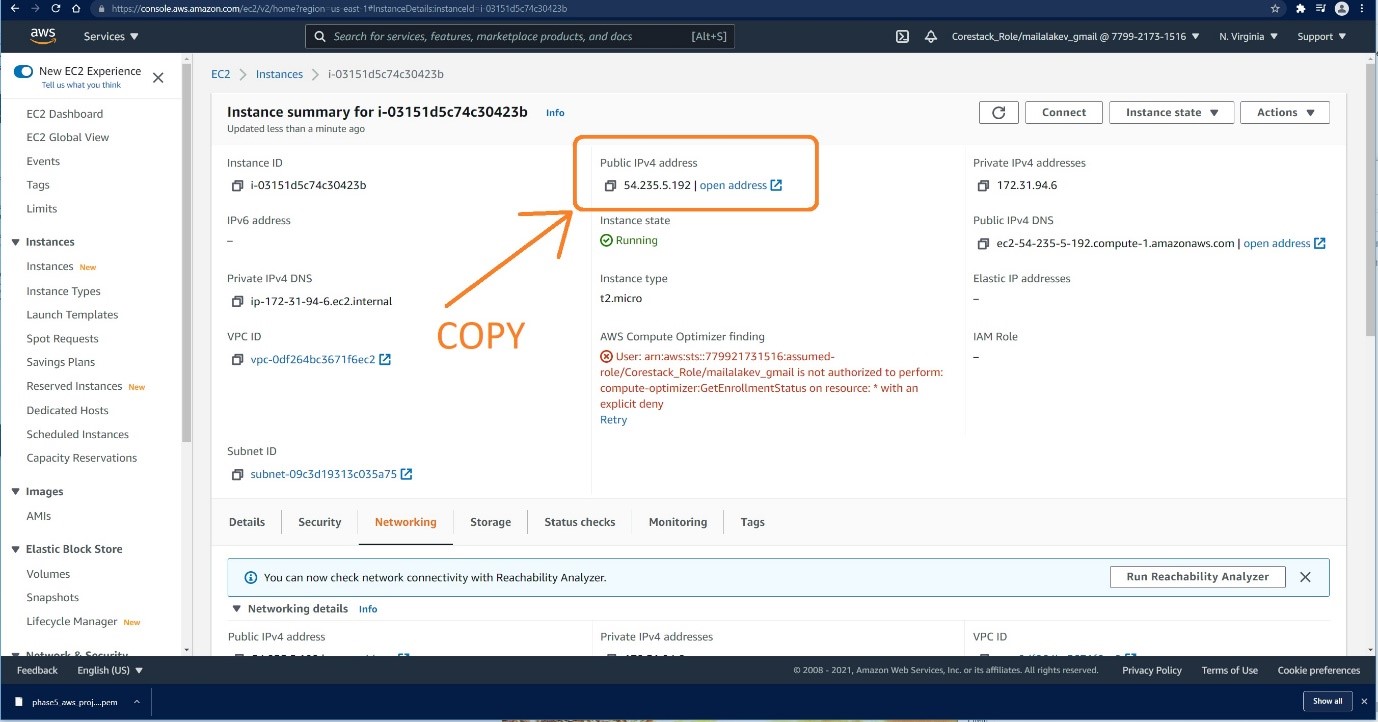 https://console.aws.amazon.com/ec2/v2/home?region=us-east-1#InstanceDetails:instanceId=i-03151d5c74c30423b
aws
Services
Search for services, features, marketplace products, and docs
[Alt+S]
Corestack_Role/mailalakev_gmail @ 7799-2173-1516
N. Virginia
Support
New EC2 Experience
Tell us what you think
EC2 Dashboard
EC2 Global View
Events
Tags
Limits
Instances
Instances New
Instance Types
Launch Templates
Spot Requests
Savings Plans
Reserved Instances New
Dedicated Hosts
Scheduled Instances
Capacity Reservations
Images
AMIs
Elastic Block Store
Volumes
Snapshots
Lifecycle Manager New
Network & Security
EC2 > Instances > i-03151d5c74c30423b
Instance summary for i-03151d5c74c30423b Info
Updated less than a minute ago
Connect
Instance state
Actions
Instance ID
i-03151d5c74c30423b
Public IPv4 address
54.235.5.192 | open address
Private IPv4 addresses
172.31.94.6
IPv6 address
–
Instance state
Running
Public IPv4 DNS
ec2-54-235-5-192.compute-1.amazonaws.com | open address
Private IPv4 DNS
ip-172-31-94-6.ec2.internal
Instance type
t2.micro
Elastic IP addresses
–
COPY
VPC ID
vpc-0df264bc3671f6ec2
AWS Compute Optimizer finding
User: arn:aws:sts::779921731516:assumed-
role/Corestack_Role/mailalakev_gmail is not authorized to perform:
compute-optimizer:GetEnrollmentStatus on resource: * with an
explicit deny
Retry
IAM Role
–
Subnet ID
subnet-09c3d19313c035a75
Details
Security
Networking
Storage
Status checks
Monitoring
Tags
You can now check network connectivity with Reachability Analyzer.
Run Reachability Analyzer
Networking details Info
Public IPv4 address
Private IPv4 addresses
VPC ID
Feedback
English (US)
© 2008 - 2021, Amazon Web Services, Inc. or its affiliates. All rights reserved.
Privacy Policy
Terms of Use
Cookie preferences
phase5_aws_proj....pem
Show all